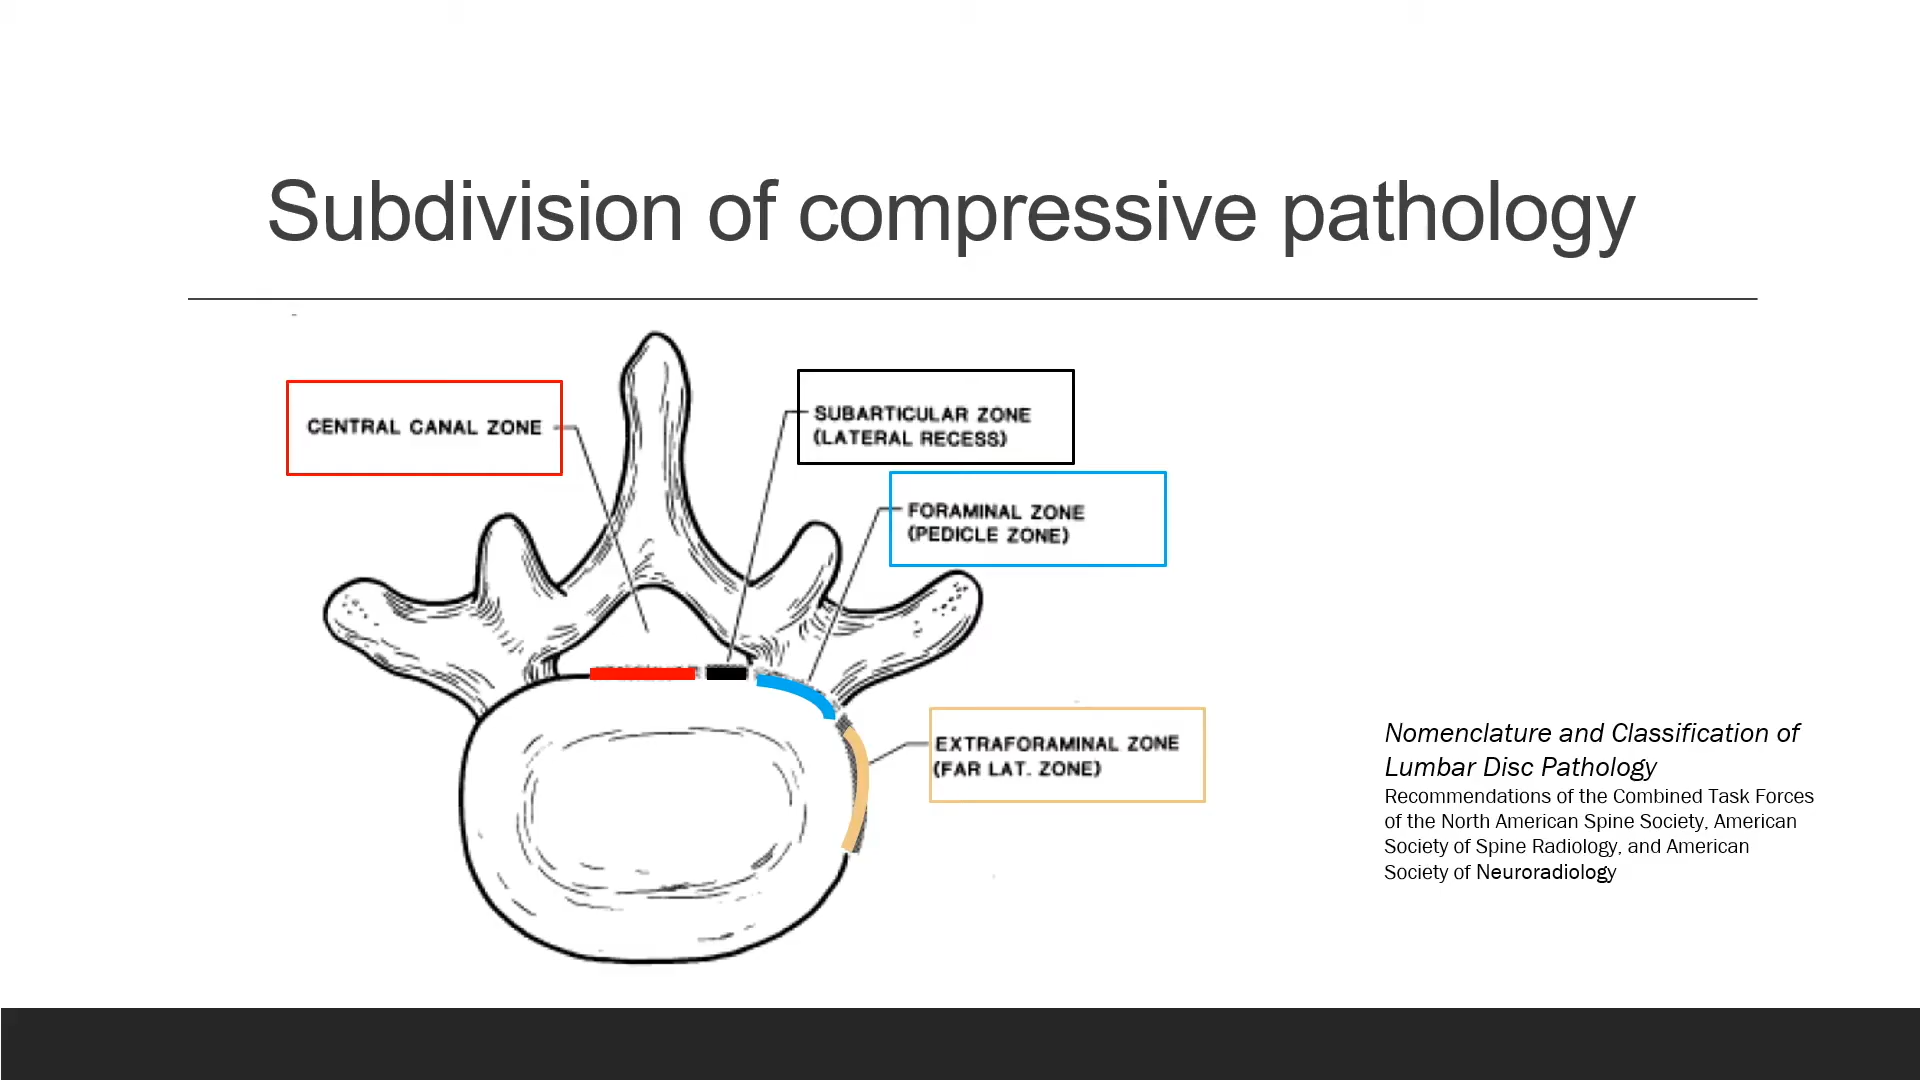 Subdivision of compressive pathology
CENTRAL CANAL ZONE
SUBARTICULAR ZONE
(LATERAL RECESS)
FORAMINAL ZONE
(PEDICLE ZONE)
EXTRAFORAMINAL ZONE
(FAR LAT. ZONE)
Nomenclature and Classification of
Lumbar Disc Pathology
Recommendations of the Combined Task Forces
of the North American Spine Society, American
Society of Spine Radiology, and American
Society of Neuroradiology